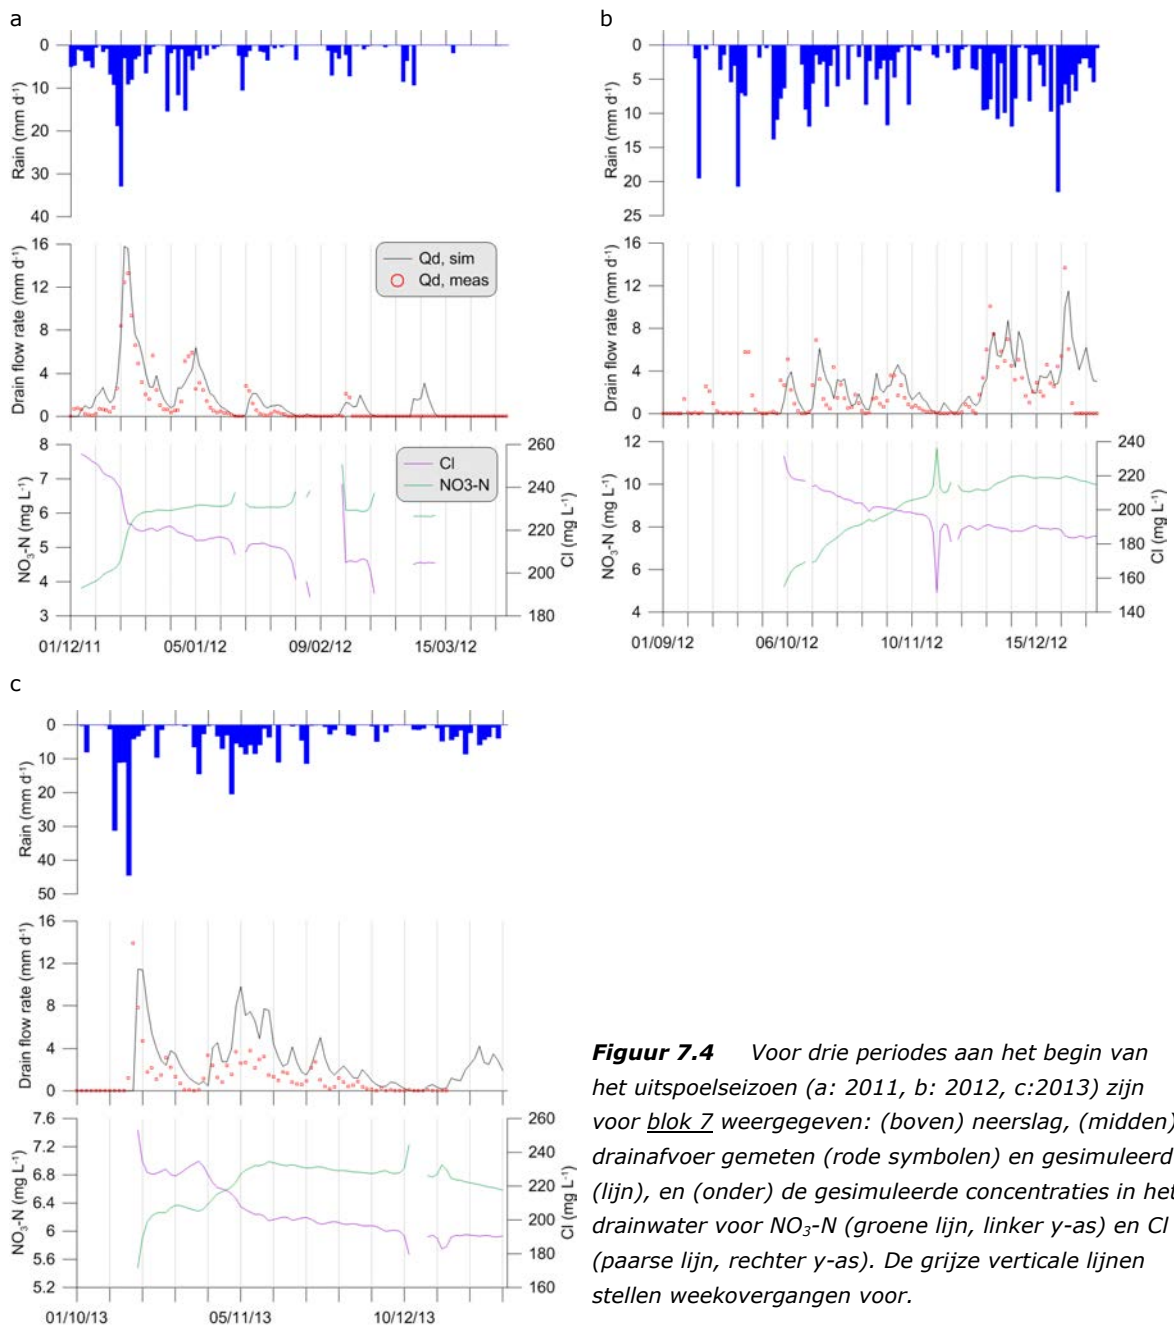 a
0
10
20
30
40
Rain (mm d⁻¹)
16
12
8
4
0
Drain flow rate (mm d⁻¹)
Qd, sim
Qd, meas
8
7
6
5
4
3
NO₃-N (mg L⁻¹)
Cl
NO3-N
260
240
220
200
180
Cl (mg L⁻¹)
01/12/11 05/01/12 09/02/12 15/03/12
b
0
5
10
15
20
25
Rain (mm d⁻¹)
16
12
8
4
0
Drain flow rate (mm d⁻¹)
12
10
8
6
4
NO₃-N (mg L⁻¹)
240
220
200
180
160
140
Cl (mg L⁻¹)
01/09/12 06/10/12 10/11/12 15/12/12
c
0
10
20
30
40
50
Rain (mm d⁻¹)
16
12
8
4
0
Drain flow rate (mm d⁻¹)
7.6
7.2
6.8
6.4
6
5.6
5.2
NO₃-N (mg L⁻¹)
260
240
220
200
180
160
Cl (mg L⁻¹)
01/10/13 05/11/13 10/12/13
Figuur 7.4 Voor drie periodes aan het begin van
het uitspoelseizoen (a: 2011, b: 2012, c:2013) zijn
voor blok 7 weergegeven: (boven) neerslag, (midden)
drainafvoer gemeten (rode symbolen) en gesimuleerd
(lijn), en (onder) de gesimuleerde concentraties in het
drainwater voor NO₃-N (groene lijn, linker y-as) en Cl
(paarse lijn, rechter y-as). De grijze verticale lijnen
stellen weekovergangen voor.